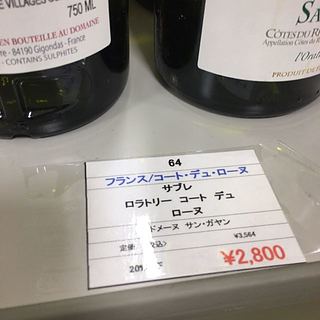 E VILLAGES
750 ML
EN BOUTEILLE AU DOMAINE
84190 Gigondas - France
- CONTAINS SULPHITES
SA
CÔTES DU R
Appellation Côtes du R
PRODUIT DE F
64
フランス/コート・デュ・ローヌ
サブレ
ロラトリー コート デュ
ローヌ
ドメーヌ サン・ガヤン
定価 込>
¥3,564
¥2,800